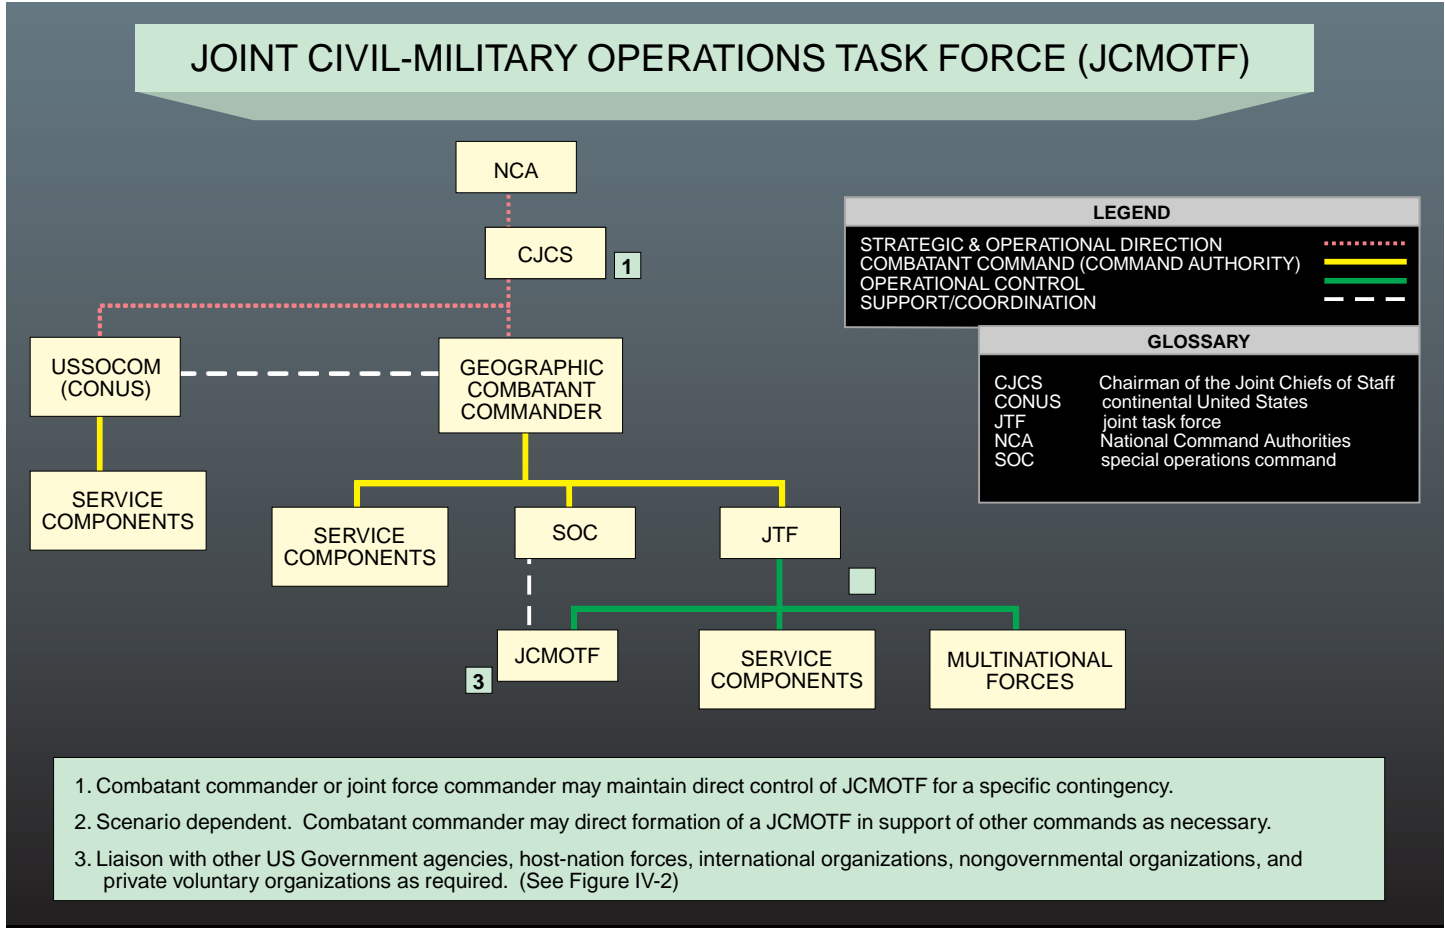 JOINT CIVIL-MILITARY OPERATIONS TASK FORCE (JCMOTF)
NCA
CJCS
1
LEGEND
STRATEGIC & OPERATIONAL DIRECTION
COMBATANT COMMAND (COMMAND AUTHORITY)
OPERATIONAL CONTROL
SUPPORT/COORDINATION
GLOSSARY
CJCS Chairman of the Joint Chiefs of Staff
CONUS continental United States
JTF joint task force
NCA National Command Authorities
SOC special operations command
USSOCOM
(CONUS)
GEOGRAPHIC
COMBATANT
COMMANDER
SERVICE
COMPONENTS
SERVICE
COMPONENTS
SOC
JTF
JCMOTF
3
SERVICE
COMPONENTS
MULTINATIONAL
FORCES
1. Combatant commander or joint force commander may maintain direct control of JCMOTF for a specific contingency.
2. Scenario dependent. Combatant commander may direct formation of a JCMOTF in support of other commands as necessary.
3. Liaison with other US Government agencies, host-nation forces, international organizations, nongovernmental organizations, and
private voluntary organizations as required. (See Figure IV-2)